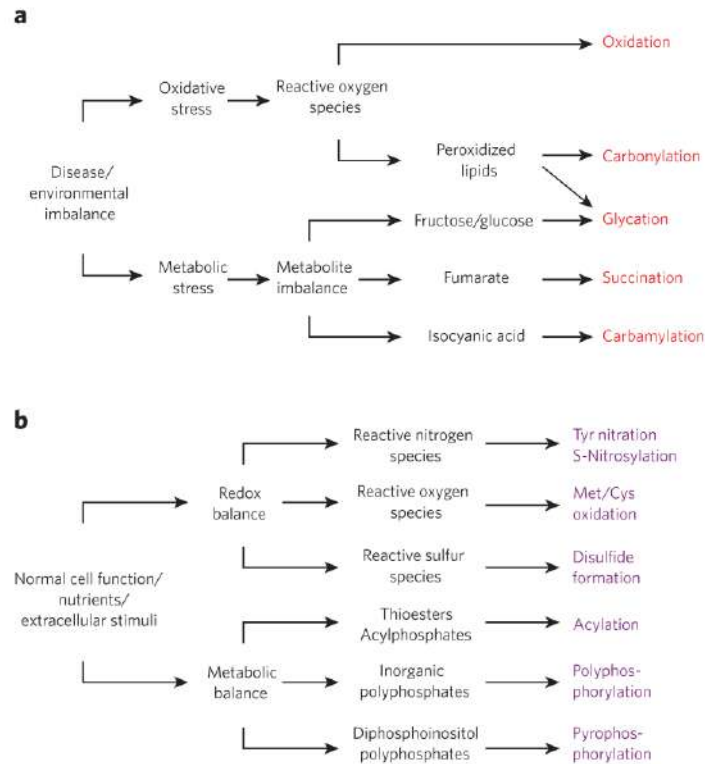 a
Oxidation
Oxidative
stress
Reactive oxygen
species
Peroxidized
lipids
Carbonylation
Disease/
environmental
imbalance
Fructose/glucose
Glycation
Metabolic
stress
Metabolite
imbalance
Fumarate
Succination
Isocyanic acid
Carbamylation
b
Reactive nitrogen
species
Tyr nitration
S-Nitrosylation
Redox
balance
Reactive oxygen
species
Met/Cys
oxidation
Reactive sulfur
species
Disulfide
formation
Normal cell function/
nutrients/
extracellular stimuli
Thioesters
Acylphosphates
Acylation
Metabolic
balance
Inorganic
polyphosphates
Polyphos-
phorylation
Diphosphoinositol
polyphosphates
Pyrophos-
phorylation